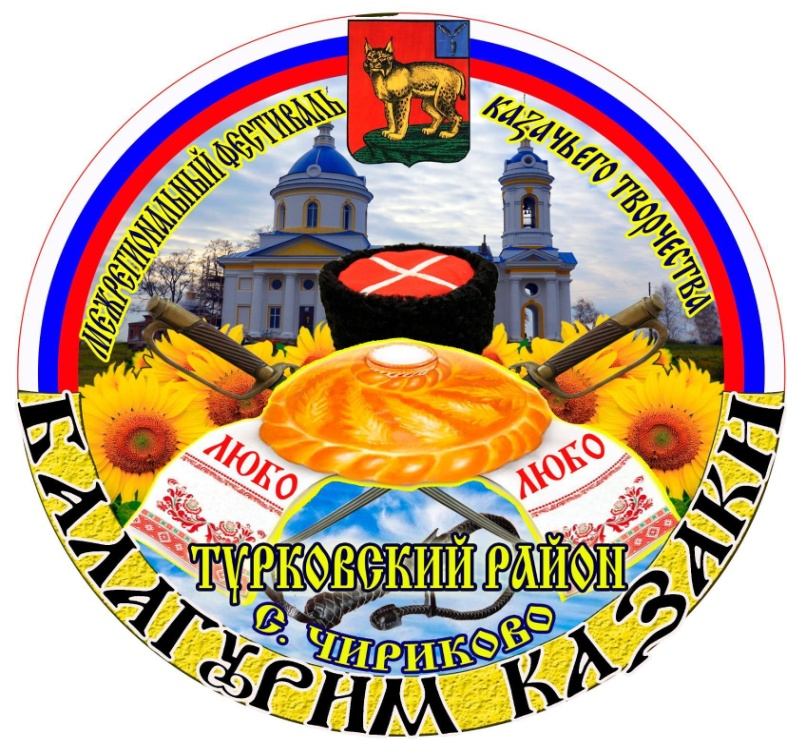 МЕЖРЕГИОНАЛЬНЫЙ ФЕСТИВАЛЬ
КАЗАЧЬЕГО ТВОРЧЕСТВА
ЛЮБО
ЛЮБО
ТУРКОВСКИЙ РАЙОН
С. ЧИРИКОВО
БАЛАГУРИМ КАЗАКИ